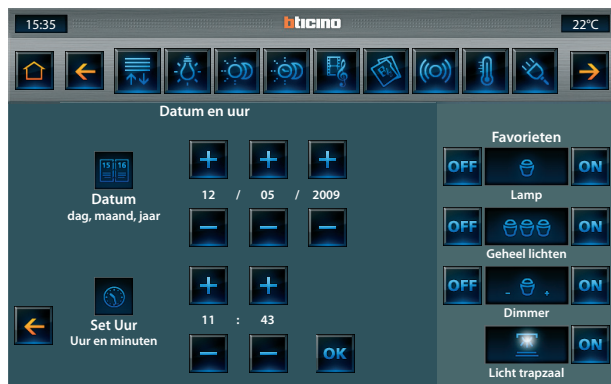 15:35
bticino
22°C
Datum en uur
15 16
Datum
dag, maand, jaar
12 / 05 / 2009
Set Uur
Uur en minuten
11 : 43
OK
Favorieten
OFF ON
Lamp
OFF ON
Geheel lichten
OFF - + ON
Dimmer
ON
Licht trapzaal